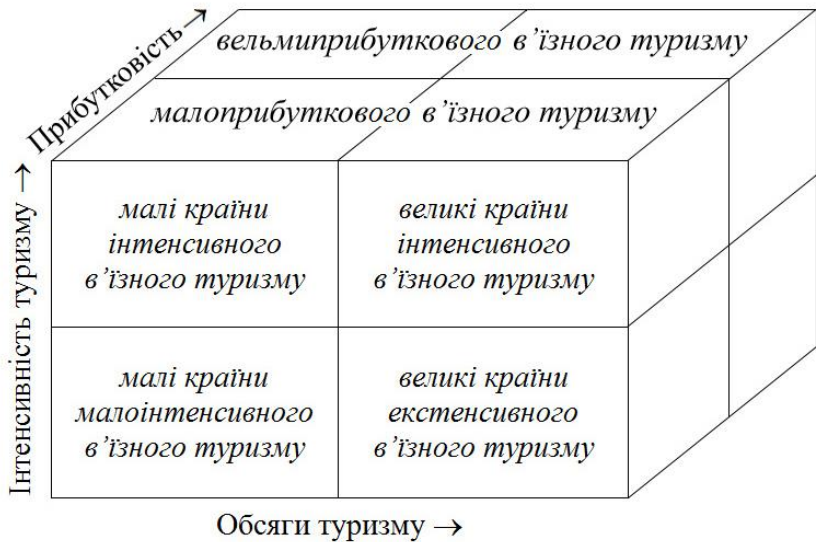 Прибутковість →
вельмиприбуткового в’їзного туризму
малоприбуткового в’їзного туризму
Інтенсивність туризму →
малі країни
інтенсивного
в’їзного туризму
великі країни
інтенсивного
в’їзного туризму
малі країни
малоінтенсивного
в’їзного туризму
великі країни
екстенсивного
в’їзного туризму
Обсяги туризму →